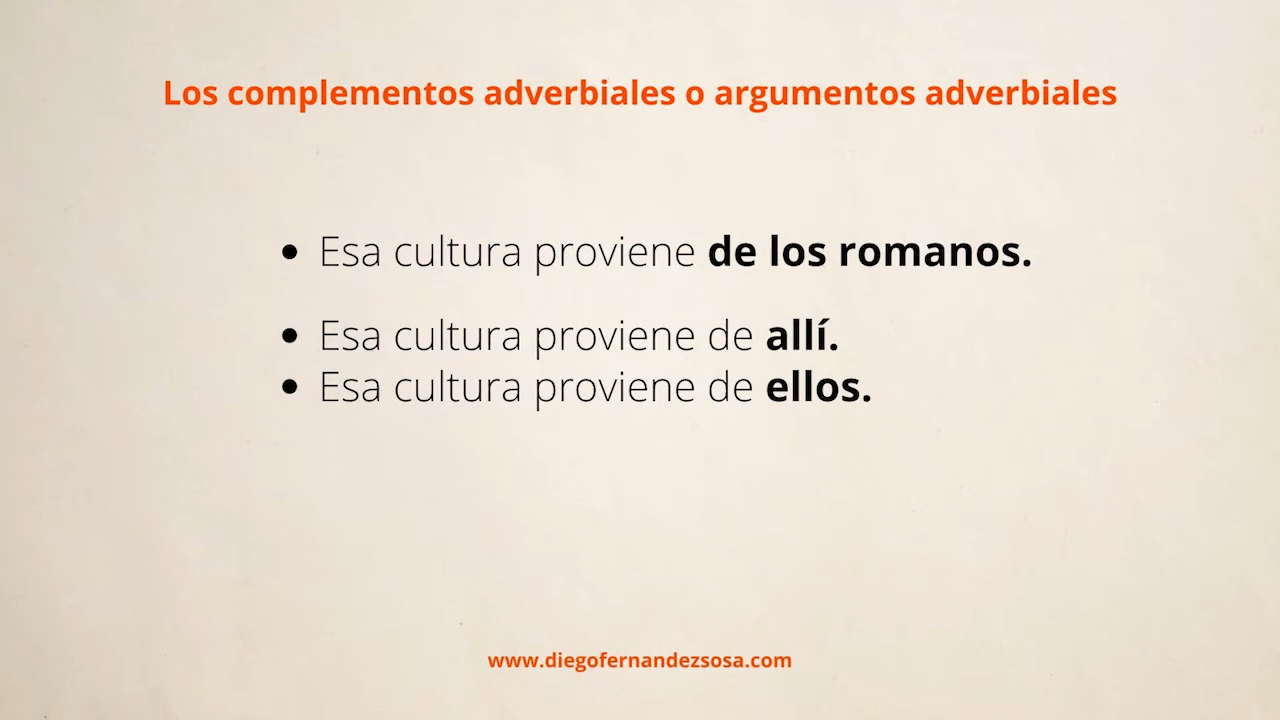 Los complementos adverbiales o argumentos adverbiales
• Esa cultura proviene de los romanos.
• Esa cultura proviene de allí.
• Esa cultura proviene de ellos.
www.diegofernandezsosa.com